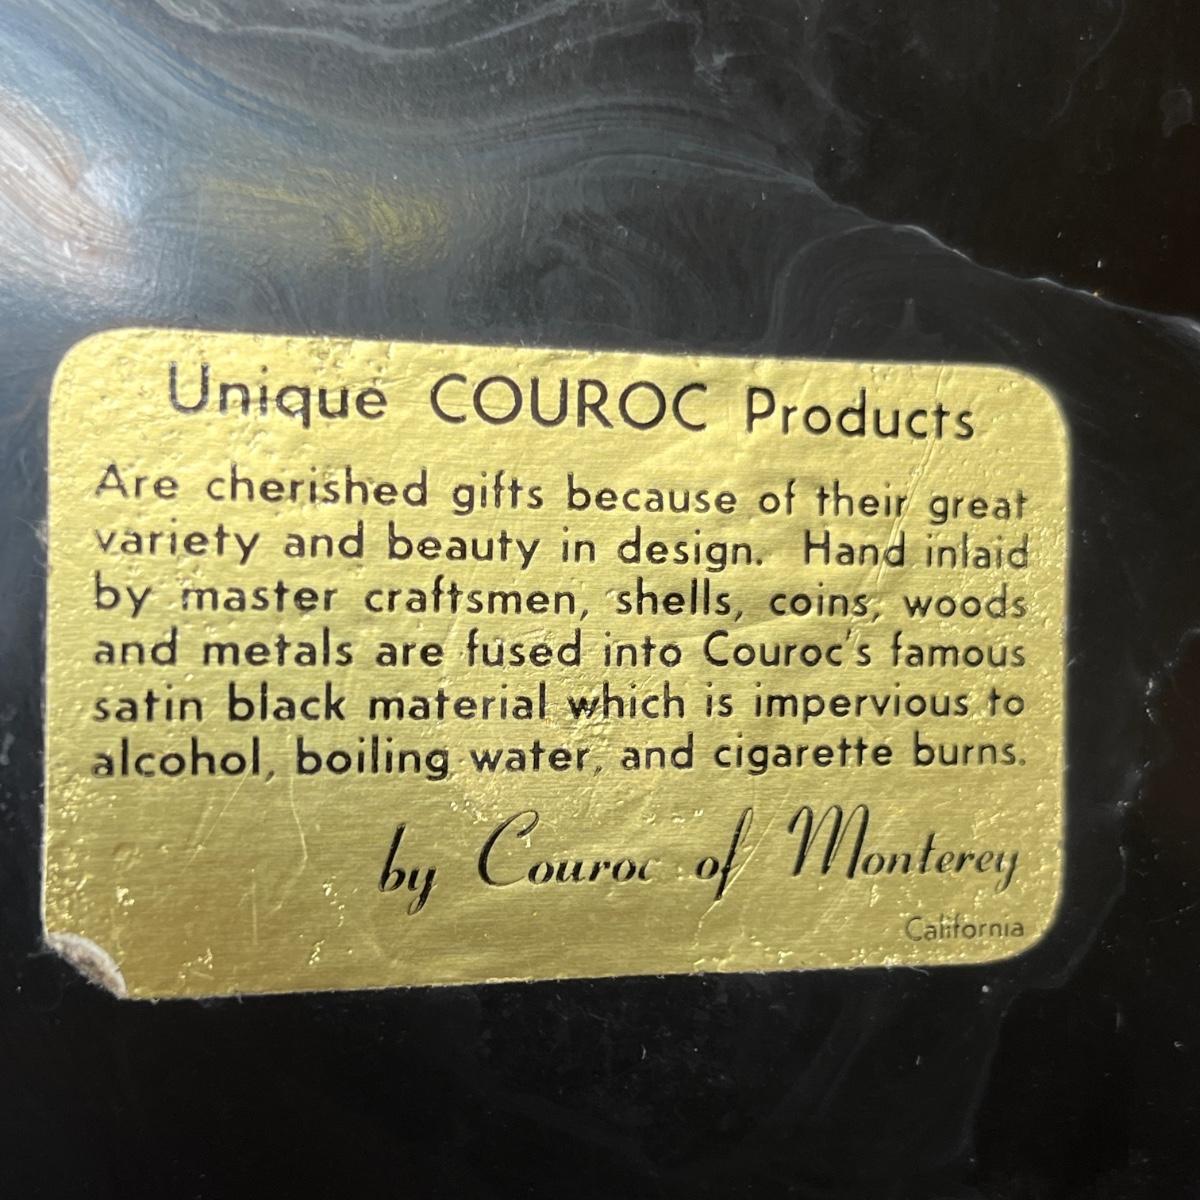 Unique COUROC Products
Are cherished gifts because of their great
variety and beauty in design. Hand inlaid
by master craftsmen, shells, coins, woods
and metals are fused into Couroc's famous
satin black material which is impervious to
alcohol, boiling water, and cigarette burns.
by Couroc of Monterey
California